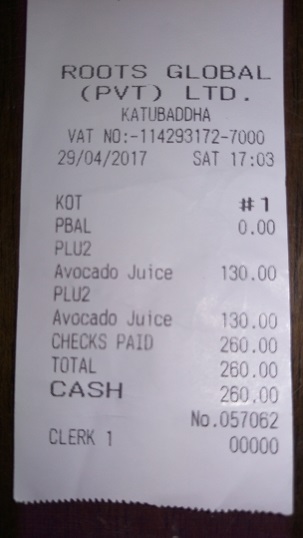 ROOTS GLOBAL
(PVT) LTD.
KATUBADDHA
VAT NO:-114293172-7000
29/04/2017 SAT 17:03
KOT #1
PBAL 0.00
PLU2
Avocado Juice 130.00
PLU2
Avocado Juice 130.00
CHECKS PAID 260.00
TOTAL 260.00
CASH 260.00
No.057062
CLERK 1 00000